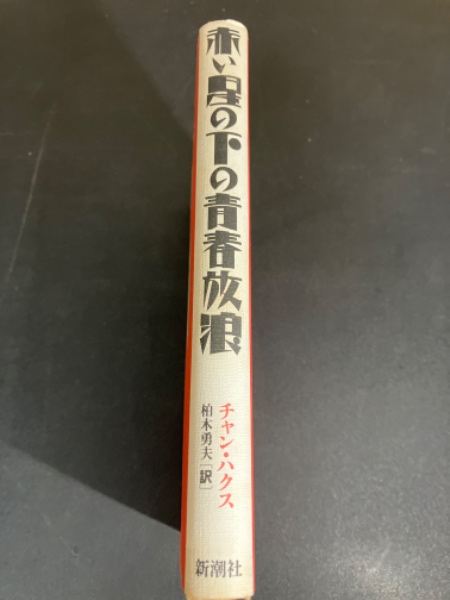 赤い星の下の青春放浪
チャン・ハクス
柏木勇夫[訳]
新潮社